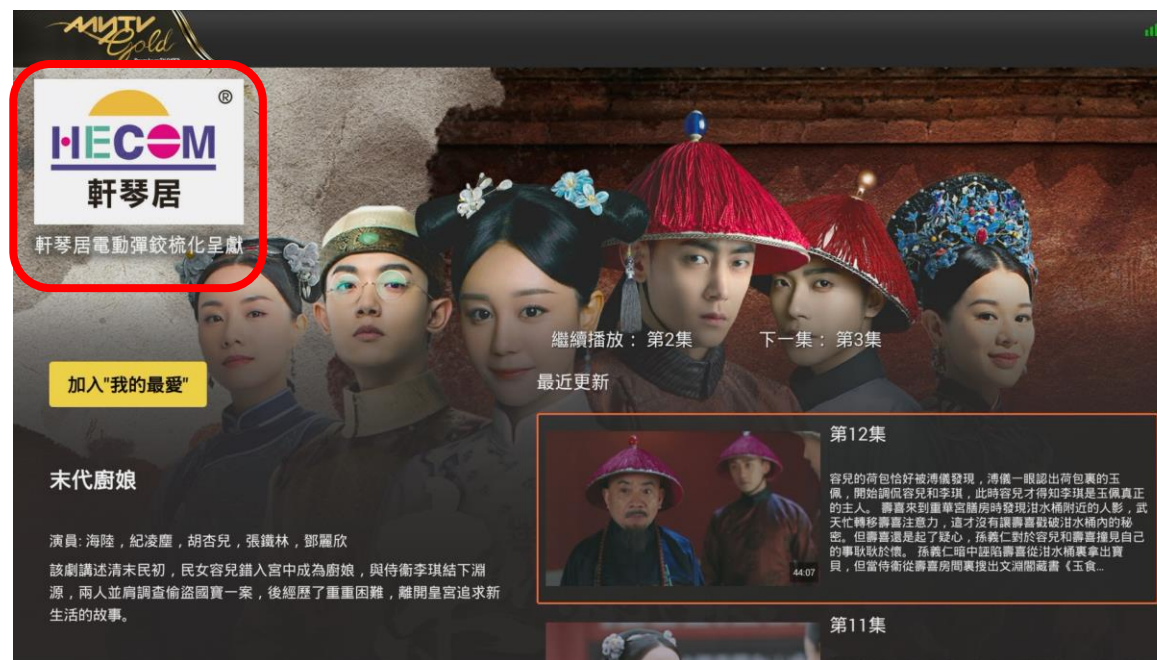 MYTV
Gold
®
HECOM
軒琴居
軒琴居電動彈鉸梳化呈獻
繼續播放： 第2集
下一集： 第3集
加入"我的最愛"
最近更新
末代廚娘
演員: 海陸，紀凌塵，胡杏兒，張鐵林，鄧麗欣
該劇講述清末民初，民女容兒錯入宮中成為廚娘，與侍衛李琪結下淵
源，兩人並肩調查偷盜國寶一案，後經歷了重重困難，離開皇宮追求新
生活的故事。
第12集
容兒的荷包恰好被溥儀發現，溥儀一眼認出荷包裏的玉
佩，開始調侃容兒和李琪，此時容兒才得知李琪是玉佩真正
的主人。 壽喜來到重華宮膳房時發現泔水桶附近的人影，武
天忙轉移壽喜注意力，這才沒有讓壽喜戳破泔水桶內的秘
密。但壽喜還是起了疑心，孫義仁對於容兒和壽喜撞見自己
的事耿耿於懷。 孫義仁暗中誣陷壽喜從泔水桶裏拿出寶
貝，但當侍衛從壽喜房間裏搜出文淵閣藏書《玉食...
44:07
第11集